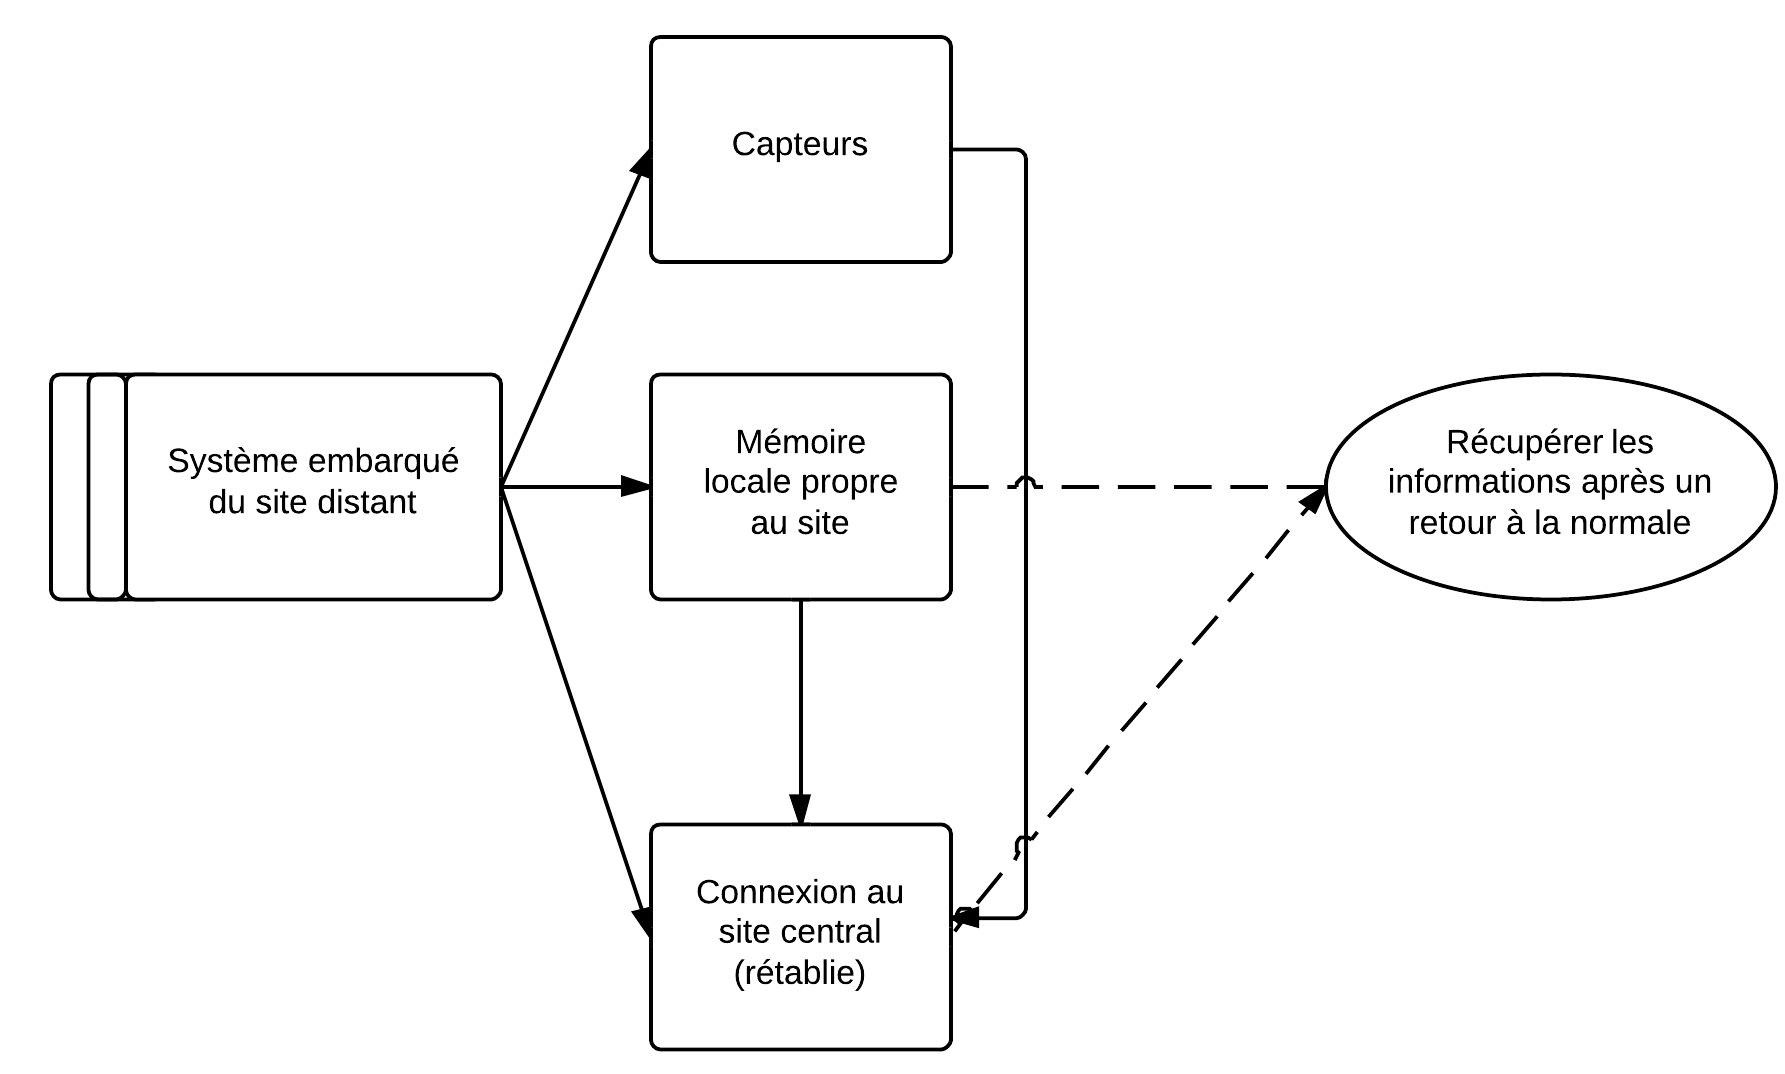 Capteurs
Système embarqué
du site distant
Mémoire
locale propre
au site
Récupérer les
informations après un
retour à la normale
Connexion au
site central
(rétablie)